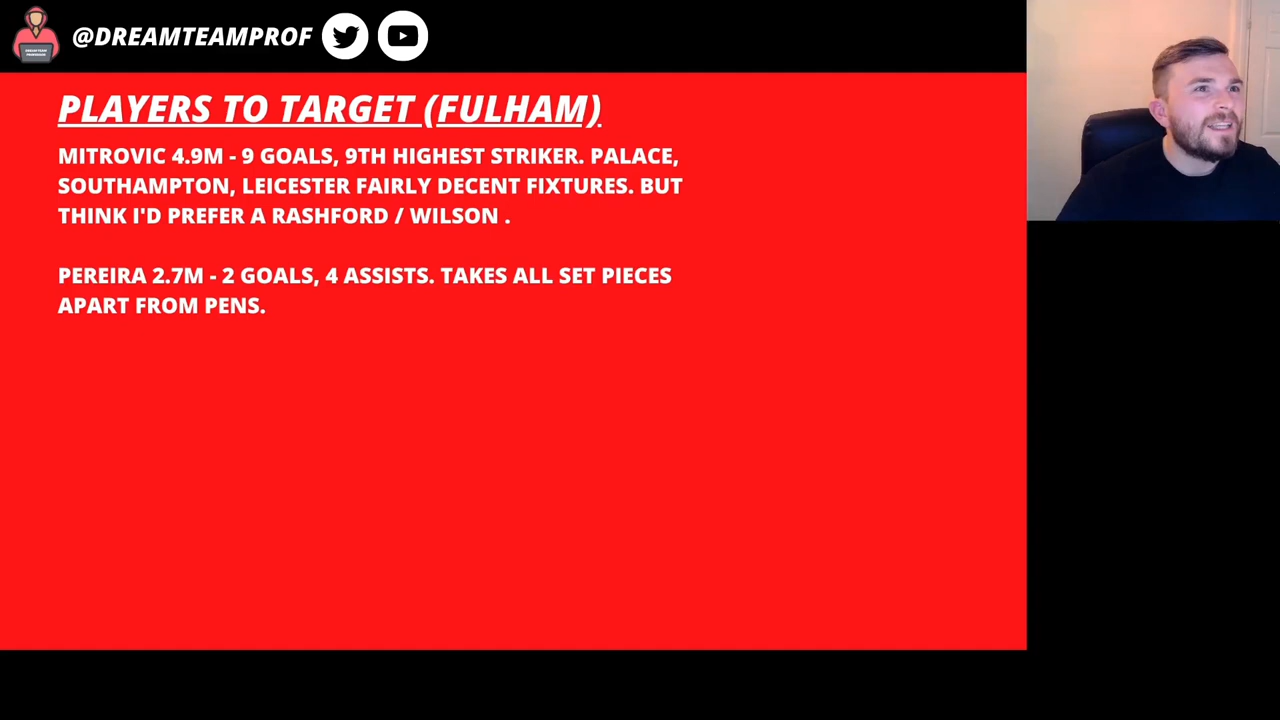 @DREAMTEAMPROF
PLAYERS TO TARGET (FULHAM)
MITROVIC 4.9M - 9 GOALS, 9TH HIGHEST STRIKER. PALACE,
SOUTHAMPTON, LEICESTER FAIRLY DECENT FIXTURES. BUT
THINK I'D PREFER A RASHFORD / WILSON .
PEREIRA 2.7M - 2 GOALS, 4 ASSISTS. TAKES ALL SET PIECES
APART FROM PENS.